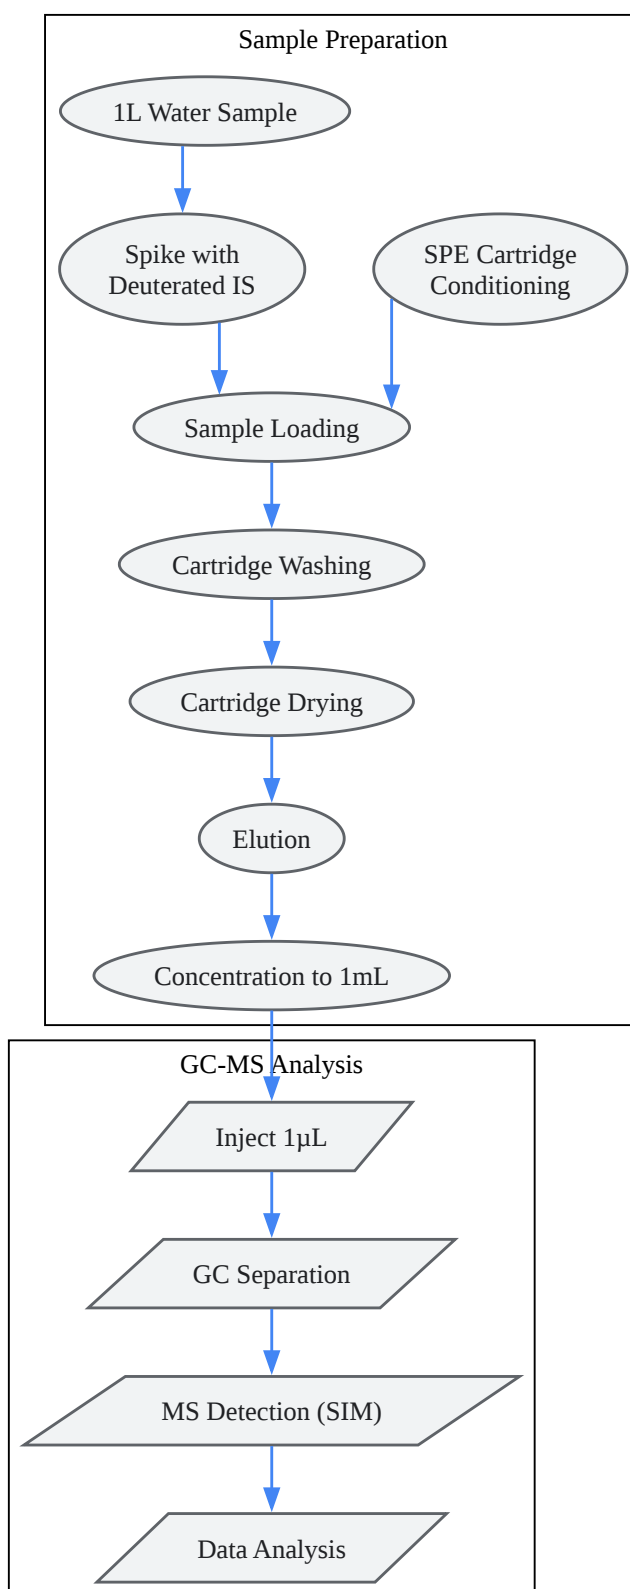 Sample Preparation
1L Water Sample
Spike with
Deuterated IS
SPE Cartridge
Conditioning
Sample Loading
Cartridge Washing
Cartridge Drying
Elution
Concentration to 1mL
GC-MS Analysis
Inject 1µL
GC Separation
MS Detection (SIM)
Data Analysis